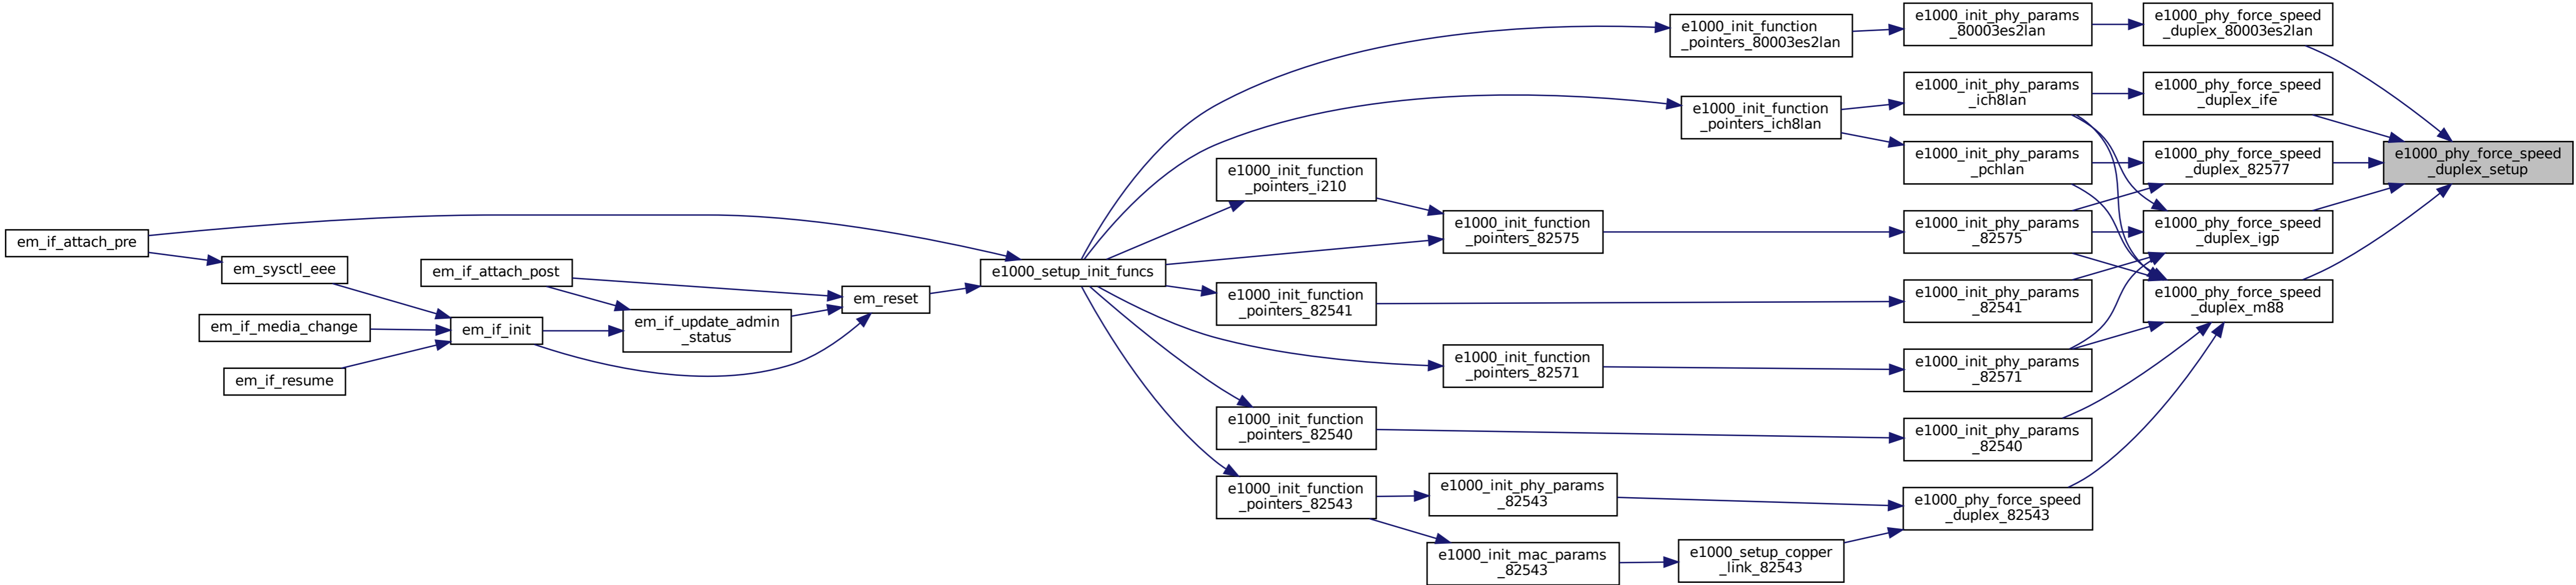 em_if_attach_pre
em_sysctl_eee
em_if_media_change
em_if_resume
em_if_attach_post
em_if_init
em_if_update_admin
_status
em_reset
e1000_setup_init_funcs
e1000_init_function
_pointers_i210
e1000_init_function
_pointers_82541
e1000_init_function
_pointers_82540
e1000_init_function
_pointers_82543
e1000_init_function
_pointers_82575
e1000_init_function
_pointers_82571
e1000_init_phy_params
_82543
e1000_init_mac_params
_82543
e1000_init_function
_pointers_80003es2lan
e1000_init_function
_pointers_ich8lan
e1000_setup_copper
_link_82543
e1000_init_phy_params
_80003es2lan
e1000_init_phy_params
_ich8lan
e1000_init_phy_params
_pchlan
e1000_init_phy_params
_82575
e1000_init_phy_params
_82541
e1000_init_phy_params
_82571
e1000_init_phy_params
_82540
e1000_phy_force_speed
_duplex_82543
e1000_phy_force_speed
_duplex_80003es2lan
e1000_phy_force_speed
_duplex_ife
e1000_phy_force_speed
_duplex_82577
e1000_phy_force_speed
_duplex_igp
e1000_phy_force_speed
_duplex_m88
e1000_phy_force_speed
_duplex_setup